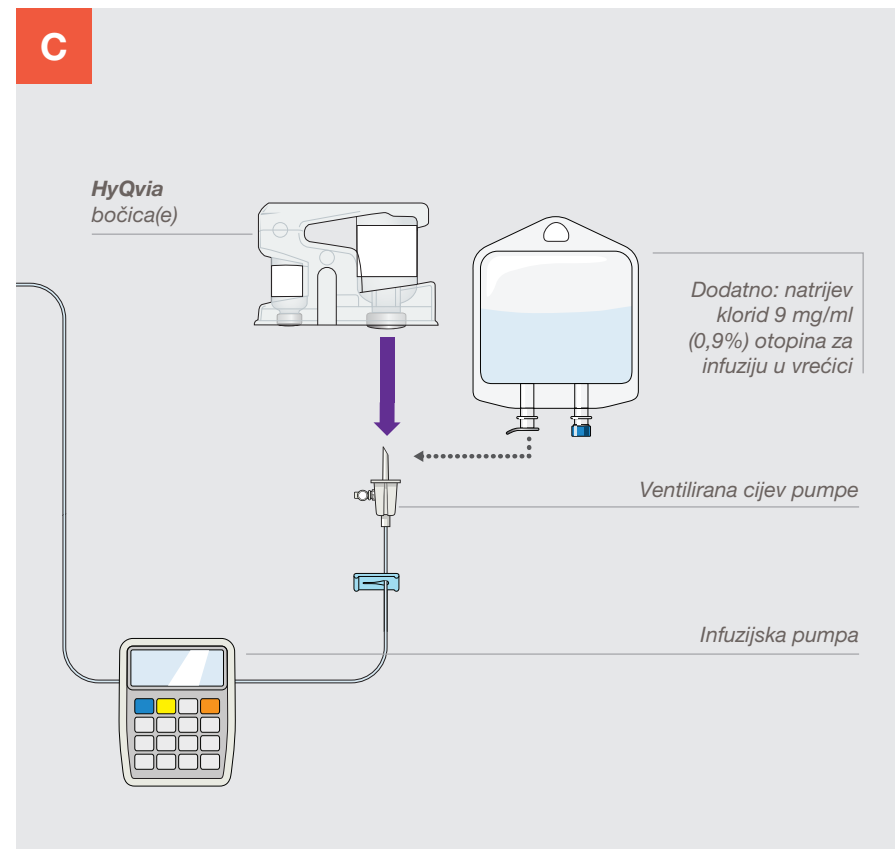 C
HyQvia
bočica(e)
Dodatno: natrijev
klorid 9 mg/ml
(0,9%) otopina za
infuziju u vrećici
Ventilirana cijev pumpe
Infuzijska pumpa